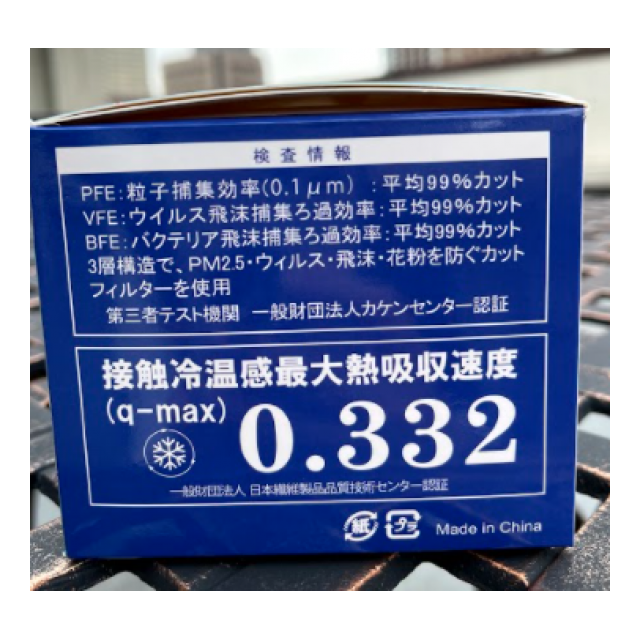 検査情報
PFE:粒子捕集効率(0.1μm) :平均99%カット
VFE:ウイルス飛沫捕集ろ過効率:平均99%カット
BFE:バクテリア飛沫捕集ろ過効率:平均99%カット
3層構造で、PM2.5・ウィルス・飛沫・花粉を防ぐカット
フィルターを使用
第三者テスト機関 一般財団法人カケンセンター認証
接触冷温感最大熱吸収速度
(q-max) 0.332
一般財団法人 日本繊維製品品質技術センター認証
紙 プラ Made in China